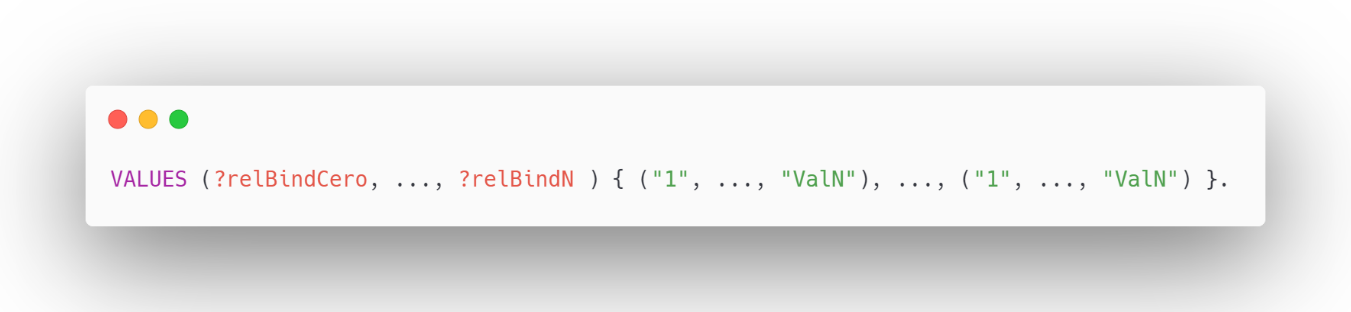 VALUES (?relBindCero, ..., ?relBindN ) { ("1", ..., "ValN"), ..., ("1", ..., "ValN") }.